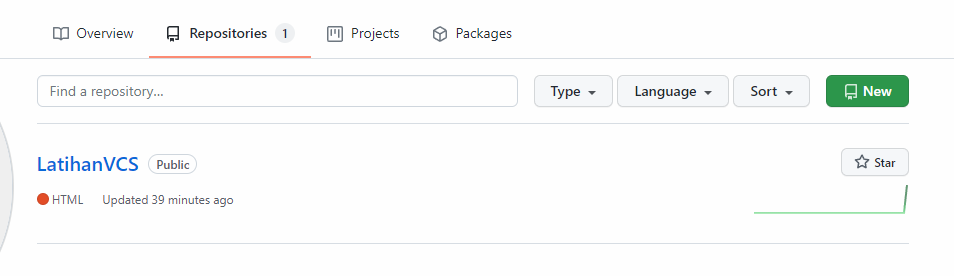 Overview Repositories 1 Projects Packages
Find a repository... Type Language Sort New
LatihanVCS Public Star
HTML Updated 39 minutes ago